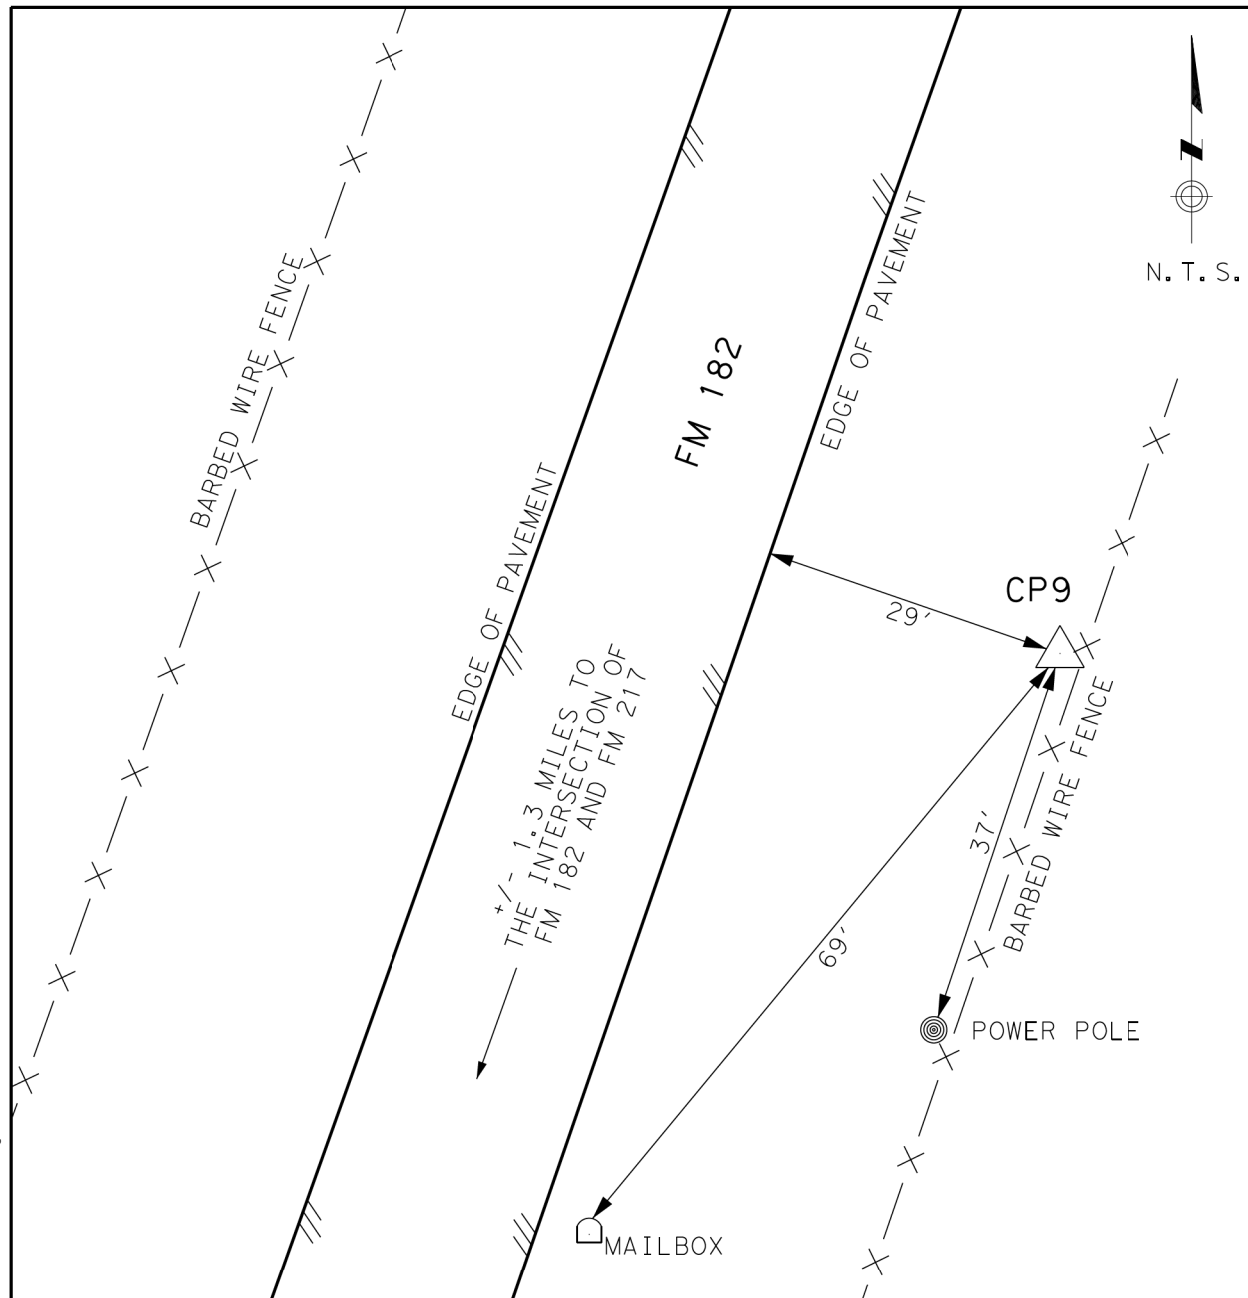 N
N.T.S.
BARBED WIRE FENCE
EDGE OF PAVEMENT
FM 182
EDGE OF PAVEMENT
CP9
29'
+/- 1.3 MILES TO
THE INTERSECTION OF
FM 182 AND FM 217
37'
BARBED WIRE FENCE
69'
POWER POLE
MAILBOX